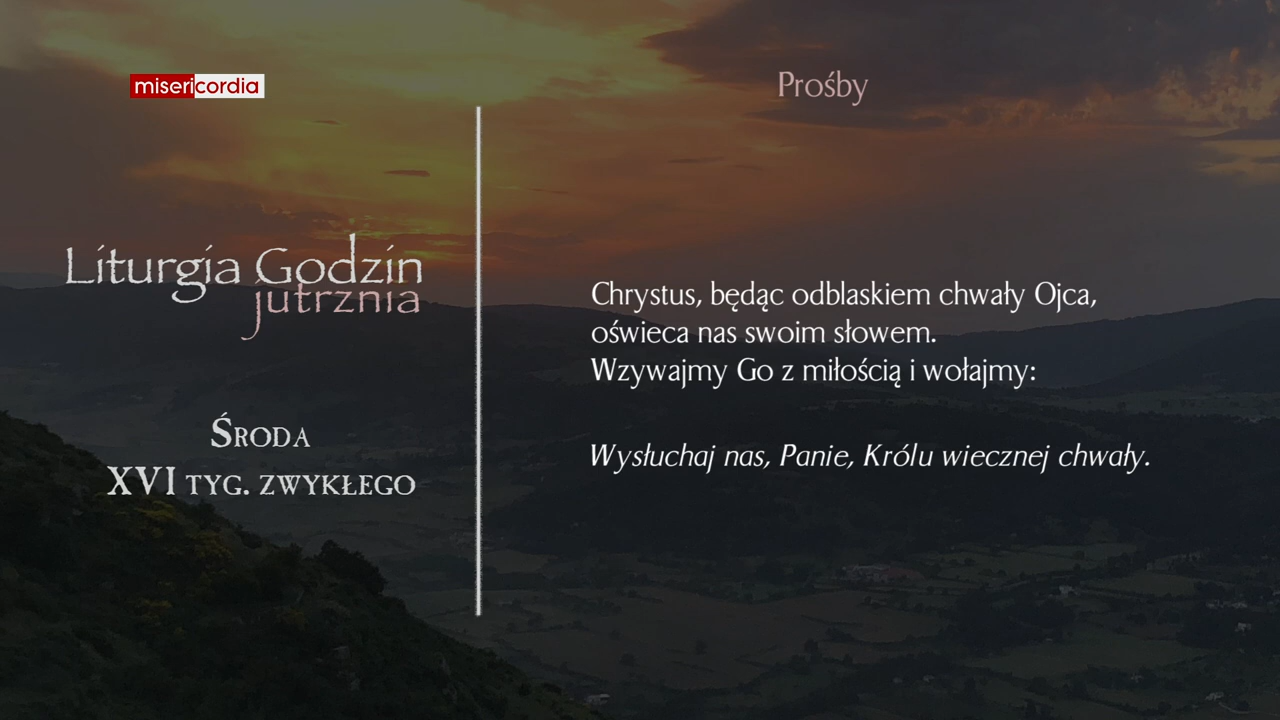 misericordia
Prośby
Liturgia Godzin
jutrznia
Chrystus, będąc odblaskiem chwały Ojca,
oświeca nas swoim słowem.
Wzywajmy Go z miłością i wołajmy:
Środa
XVI tyg. zwykłego
Wysłuchaj nas, Panie, Królu wiecznej chwały.